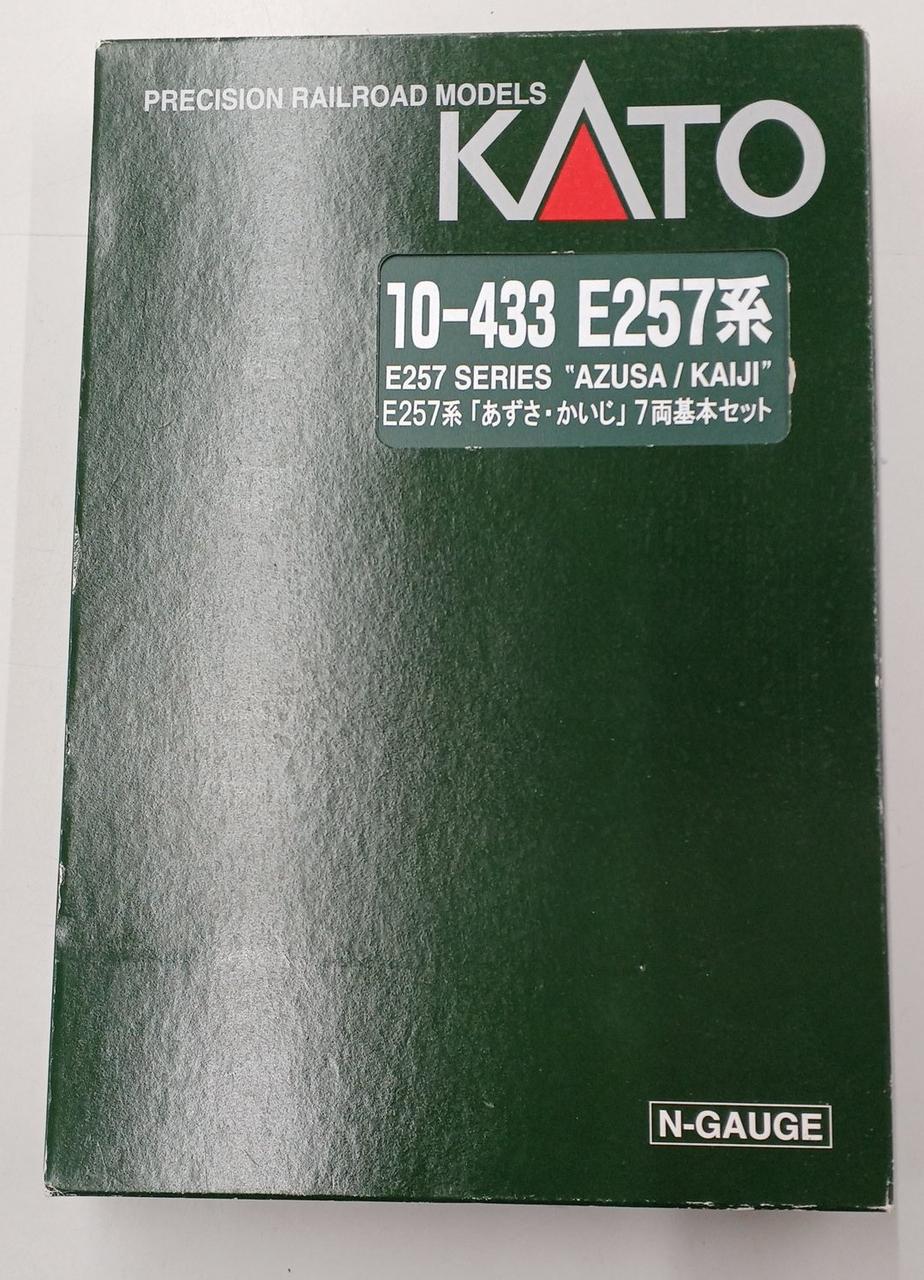 PRECISION RAILROAD MODELS
KATO
10-433 E257系
E257 SERIES "AZUSA / KAIJI"
E257系「あずさ・かいじ」7両基本セット
N-GAUGE